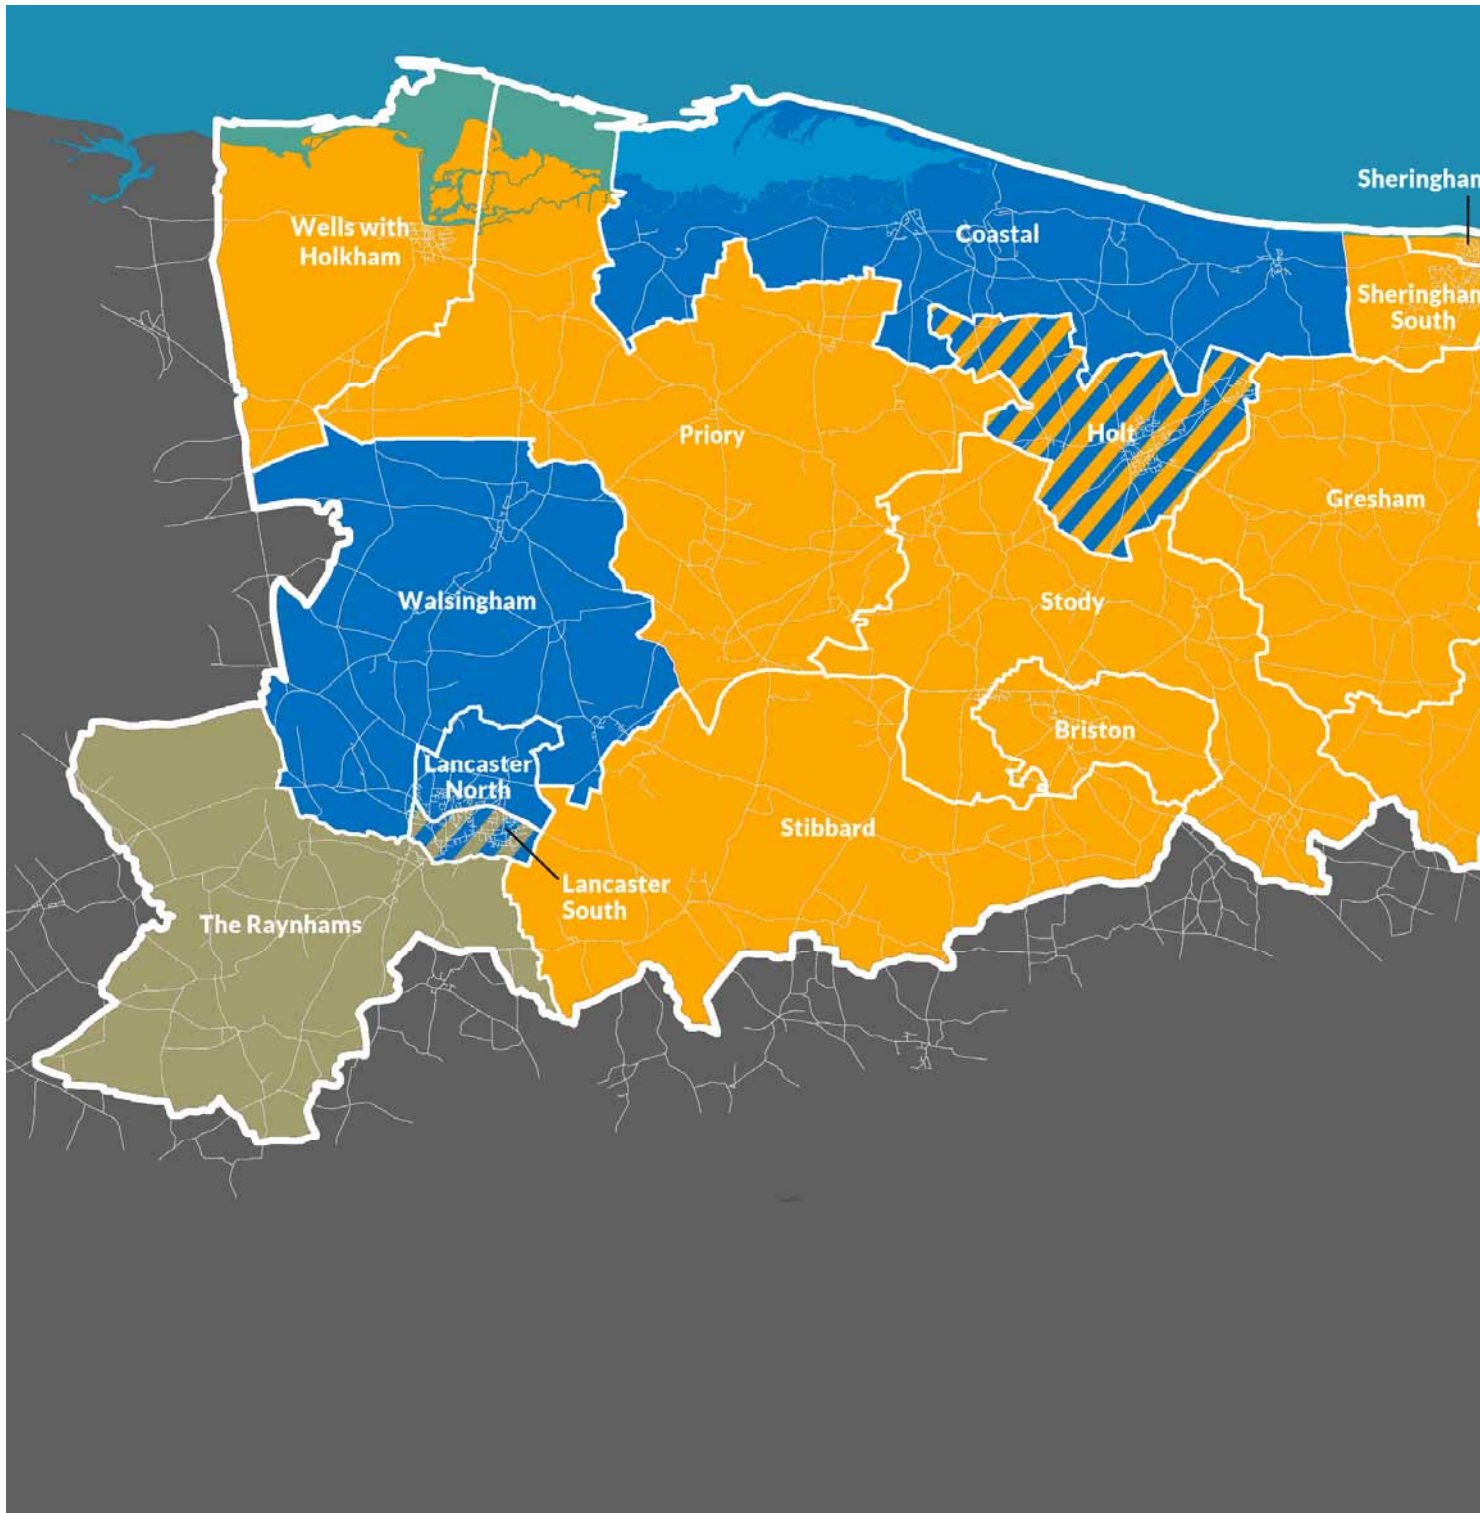 Sheringham
Wells with
Holkham
Coastal
Sheringham
South
Priory
Holt
Gresham
Walsingham
Stody
Briston
Lancaster
North
Stibbard
Lancaster
South
The Raynhams